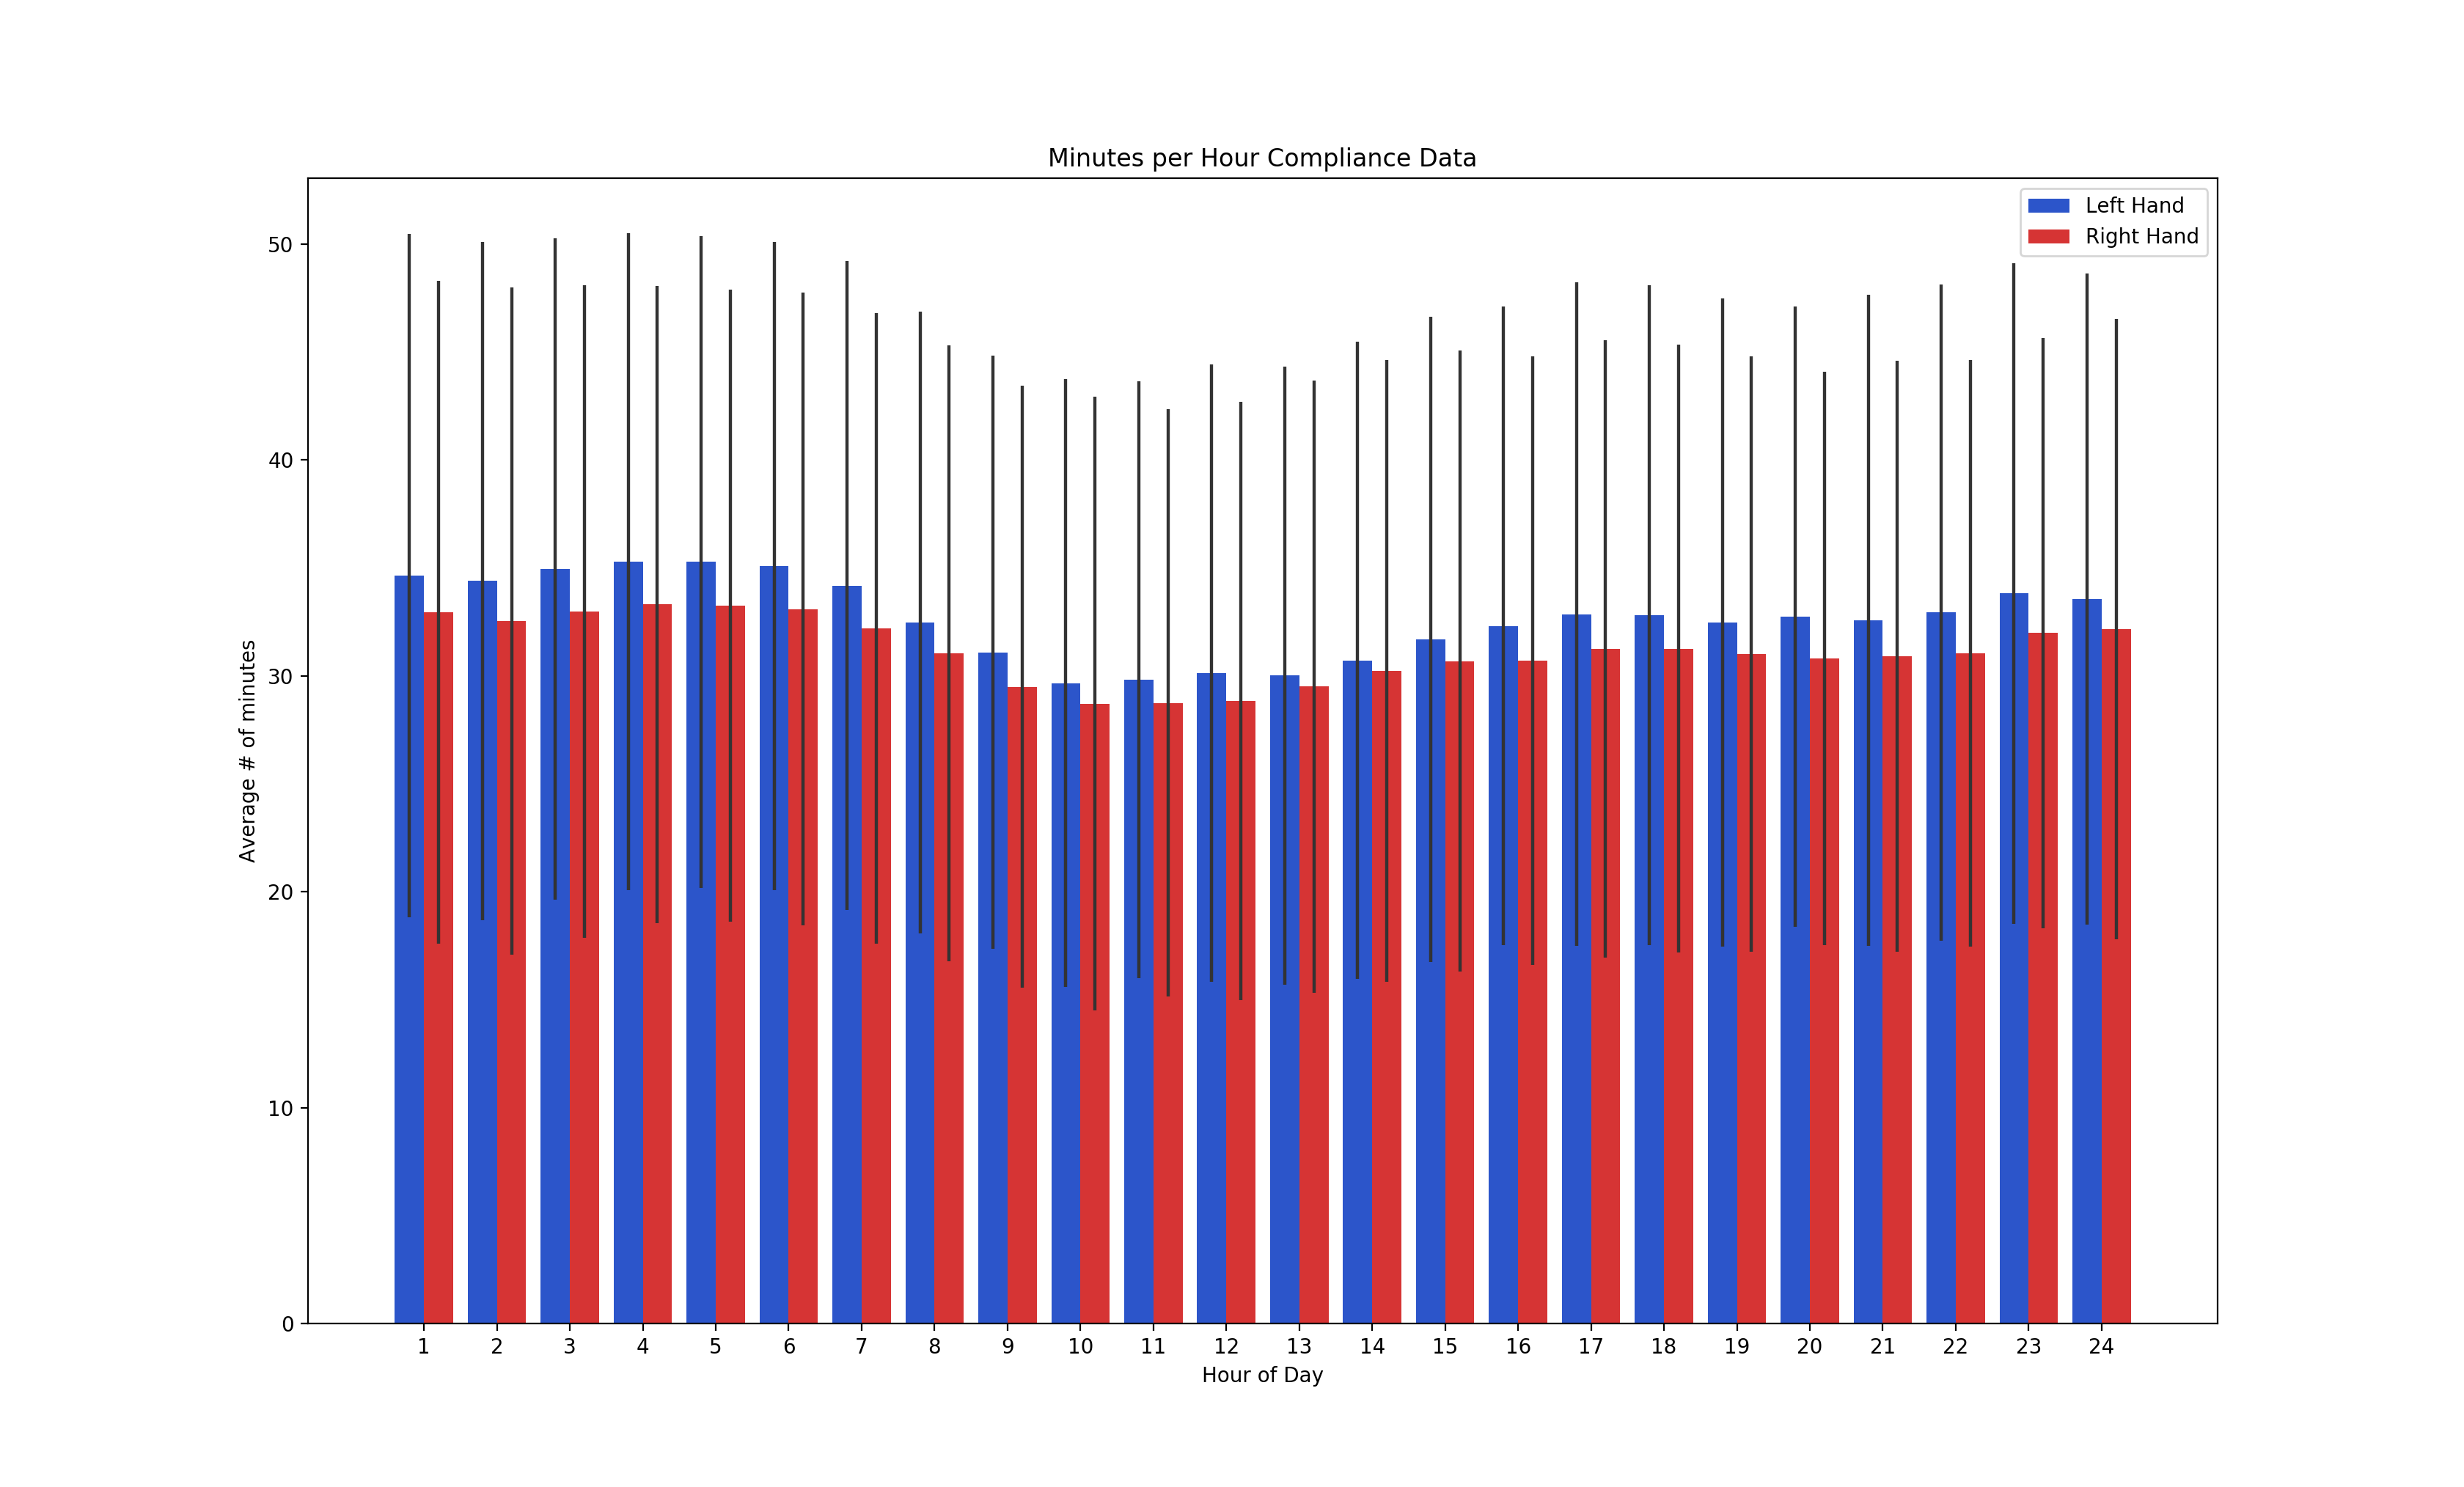 Minutes per Hour Compliance Data
Left Hand
Right Hand
50
40
30
20
10
0
Average # of minutes
1 2 3 4 5 6 7 8 9 10 11 12 13 14 15 16 17 18 19 20 21 22 23 24
Hour of Day